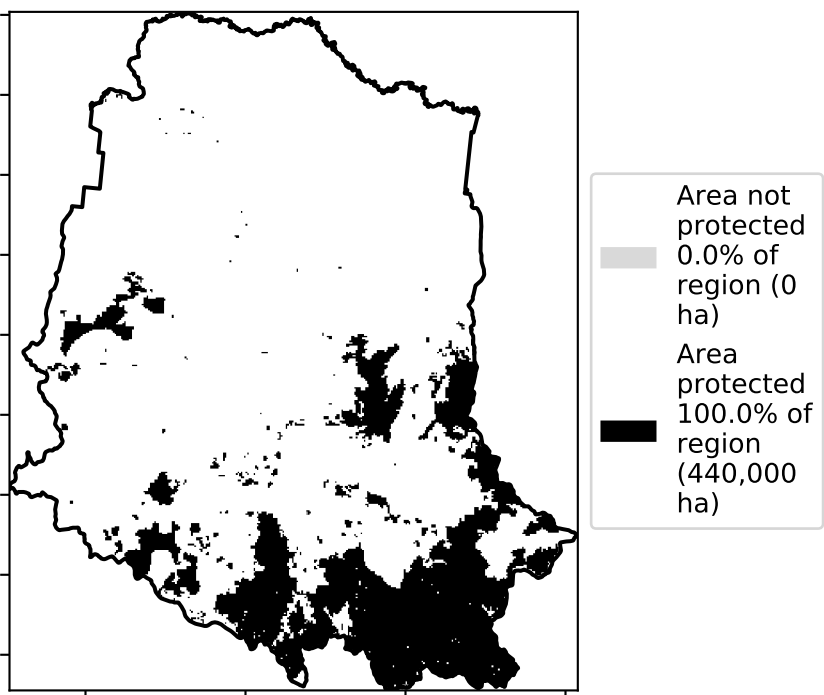 Area not
protected
0.0% of
region (0
ha)
Area
protected
100.0% of
region
(440,000
ha)